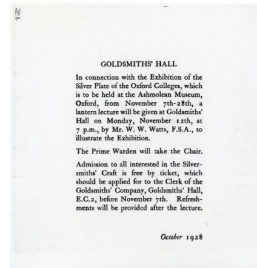 GOLDSMITHS' HALL
In connection with the Exhibition of the
Silver Plate of the Oxford Colleges, which
is to be held at the Ashmolean Museum,
Oxford, from November 7th-28th, a
lantern lecture will be given at Goldsmiths'
Hall on Monday, November 12th, at
7 p.m., by Mr. W. W. Watts, F.S.A., to
illustrate the Exhibition.
The Prime Warden will take the Chair.
Admission to all interested in the Silver-
smiths' Craft is free by ticket, which
should be applied for to the Clerk of the
Goldsmiths' Company, Goldsmiths' Hall,
E.C.2, before November 7th. Refresh-
ments will be provided after the lecture.
October 1928